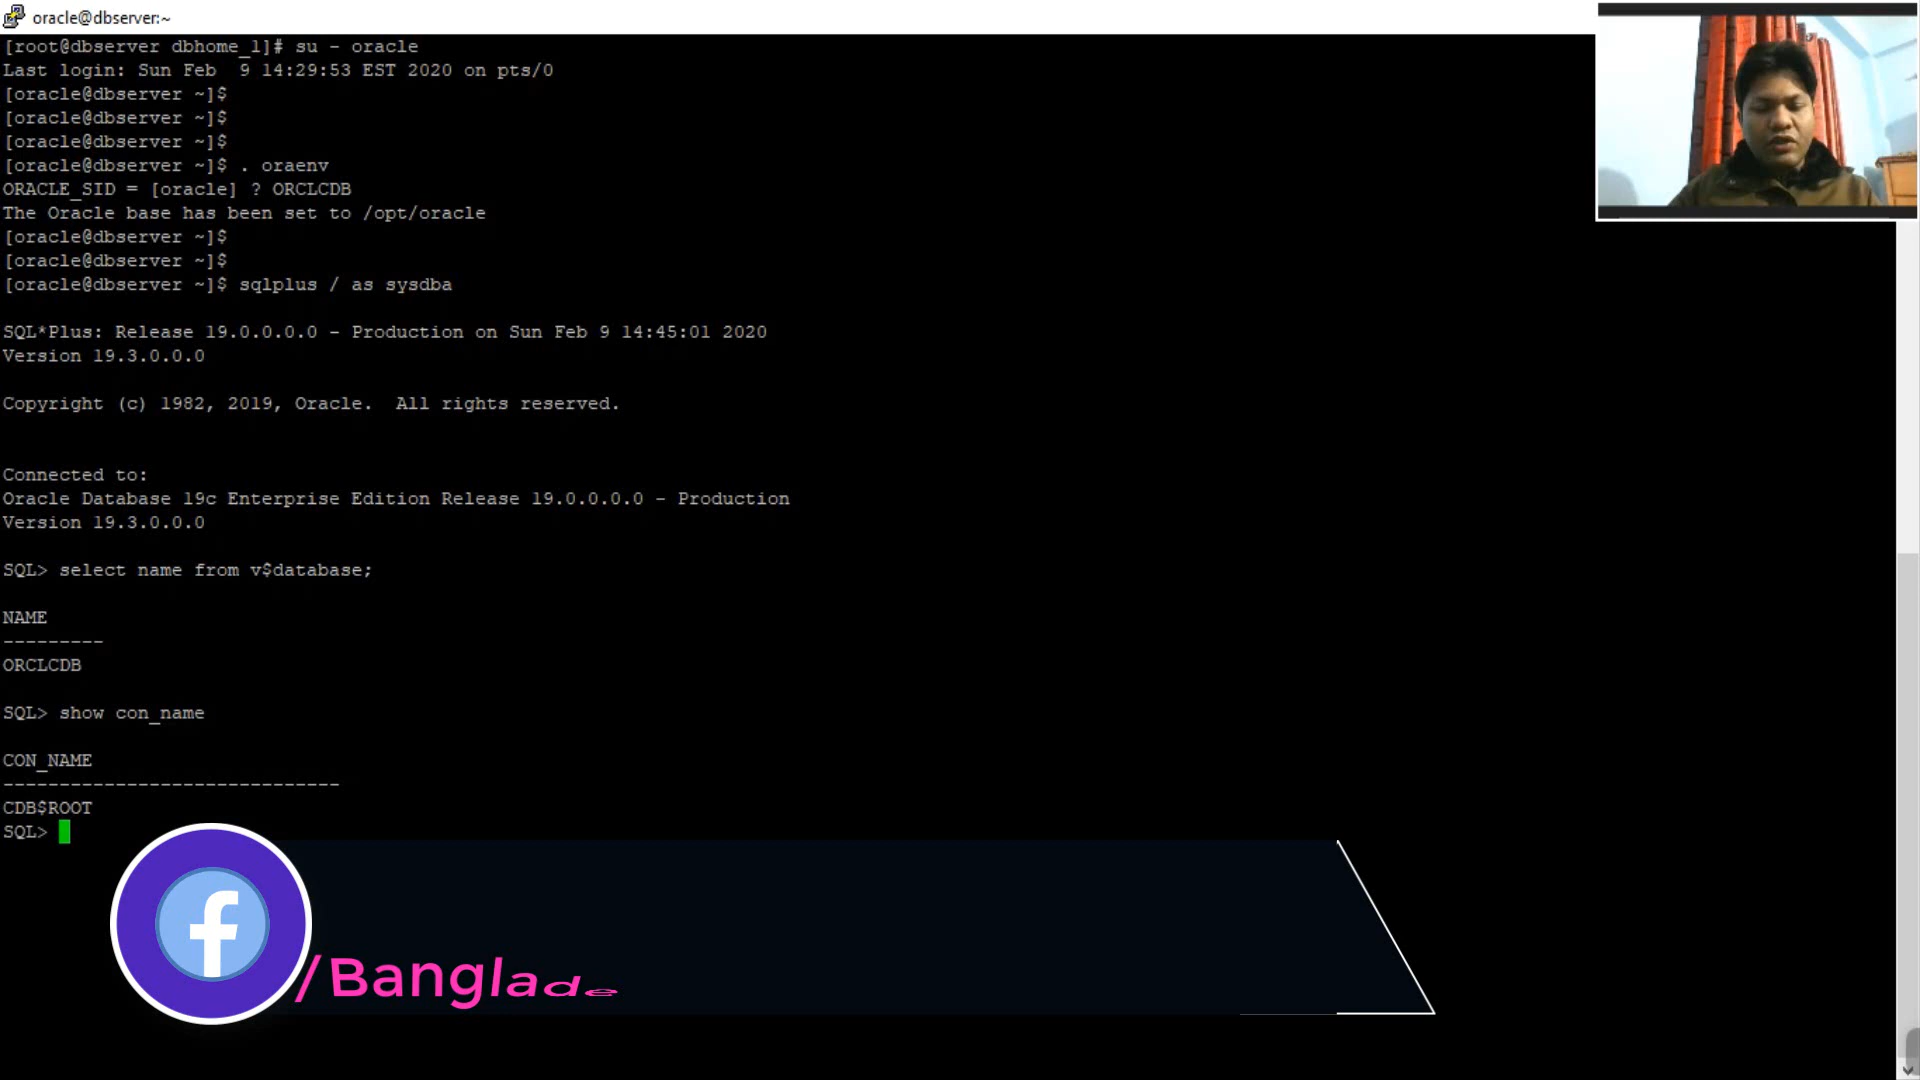 oracle@dbserver:~
[root@dbserver dbhome_1]# su - oracle
Last login: Sun Feb  9 14:29:53 EST 2020 on pts/0
[oracle@dbserver ~]$
[oracle@dbserver ~]$
[oracle@dbserver ~]$
[oracle@dbserver ~]$ . oraenv
ORACLE_SID = [oracle] ? ORCLCDB
The Oracle base has been set to /opt/oracle
[oracle@dbserver ~]$
[oracle@dbserver ~]$
[oracle@dbserver ~]$ sqlplus / as sysdba
SQL*Plus: Release 19.0.0.0.0 - Production on Sun Feb 9 14:45:01 2020
Version 19.3.0.0.0
Copyright (c) 1982, 2019, Oracle.  All rights reserved.
Connected to:
Oracle Database 19c Enterprise Edition Release 19.0.0.0.0 - Production
Version 19.3.0.0.0
SQL> select name from v$database;
NAME
---------
ORCLCDB
SQL> show con_name
CON_NAME
------------------------------
CDB$ROOT
SQL>
f
/Banglade